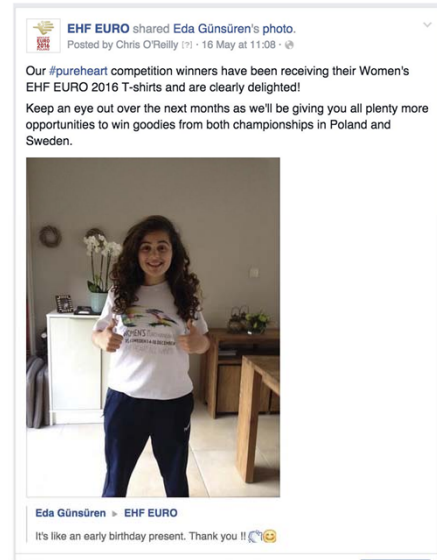 EHF EURO shared Eda Günsüren's photo.
Posted by Chris O'Reilly [?] · 16 May at 11:08 ·
Our #pureheart competition winners have been receiving their Women's
EHF EURO 2016 T-shirts and are clearly delighted!
Keep an eye out over the next months as we'll be giving you all plenty more
opportunities to win goodies from both championships in Poland and
Sweden.
WOMEN'S
Eda Günsüren ▸ EHF EURO
It's like an early birthday present. Thank you !!